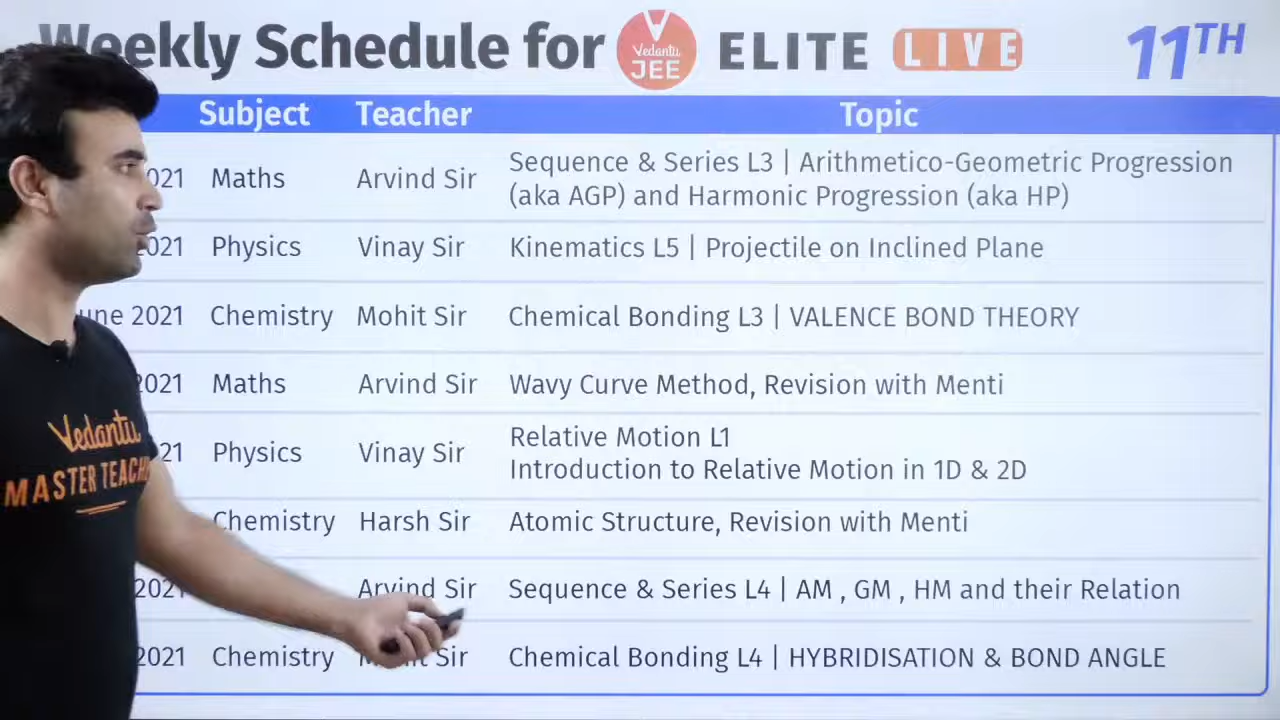 Weekly Schedule for Vedantu JEE ELITE LIVE 11TH
Subject Teacher Topic
021 Maths Arvind Sir Sequence & Series L3 | Arithmetico-Geometric Progression
(aka AGP) and Harmonic Progression (aka HP)
021 Physics Vinay Sir Kinematics L5 | Projectile on Inclined Plane
une 2021 Chemistry Mohit Sir Chemical Bonding L3 | VALENCE BOND THEORY
2021 Maths Arvind Sir Wavy Curve Method, Revision with Menti
21 Physics Vinay Sir Relative Motion L1
Introduction to Relative Motion in 1D & 2D
Chemistry Harsh Sir Atomic Structure, Revision with Menti
2021 Arvind Sir Sequence & Series L4 | AM , GM , HM and their Relation
2021 Chemistry Sir Chemical Bonding L4 | HYBRIDISATION & BOND ANGLE
Vedantu
MASTER TEACHE